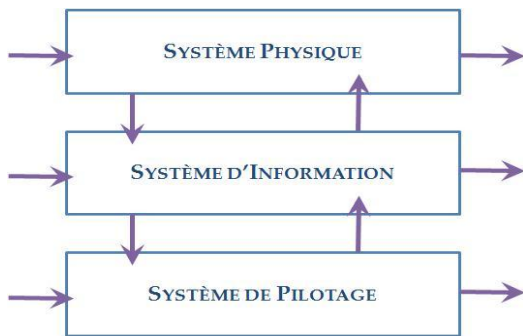 SYSTÈME PHYSIQUE
SYSTÈME D'INFORMATION
SYSTÈME DE PILOTAGE